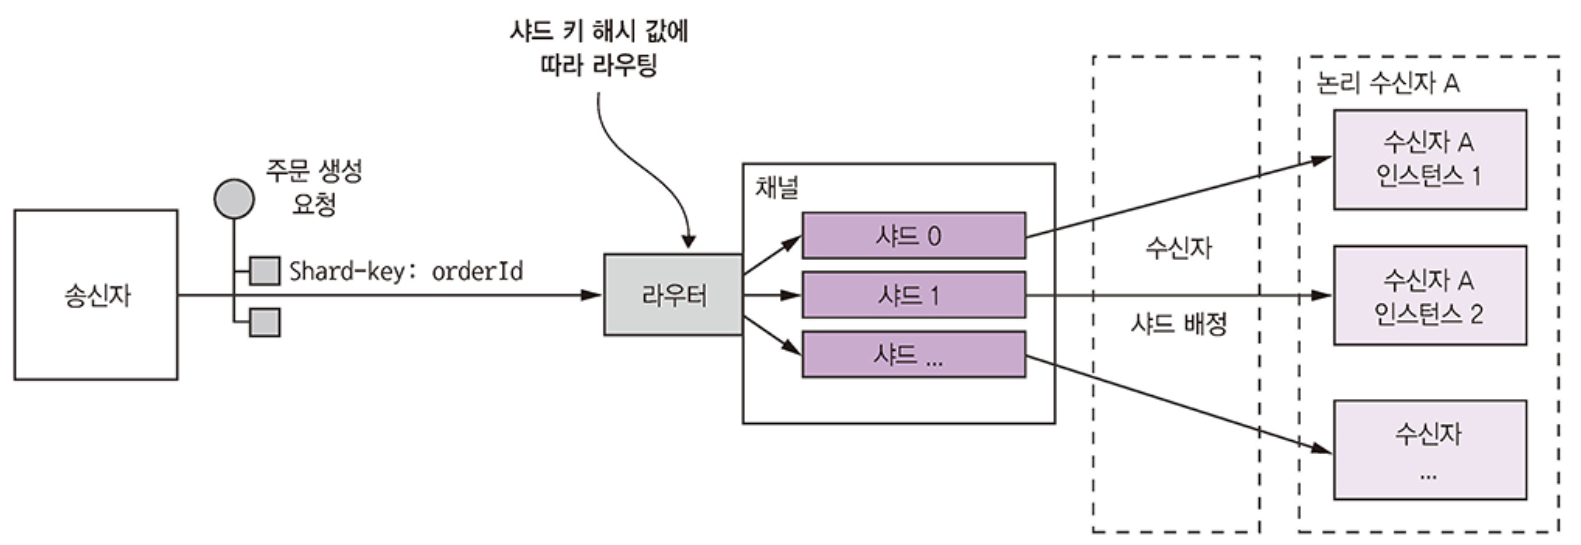 샤드 키 해시 값에
따라 라우팅
주문 생성
요청
Shard-key: orderId
송신자
라우터
채널
샤드 0
샤드 1
샤드 ...
수신자
샤드 배정
논리 수신자 A
수신자 A
인스턴스 1
수신자 A
인스턴스 2
수신자
...